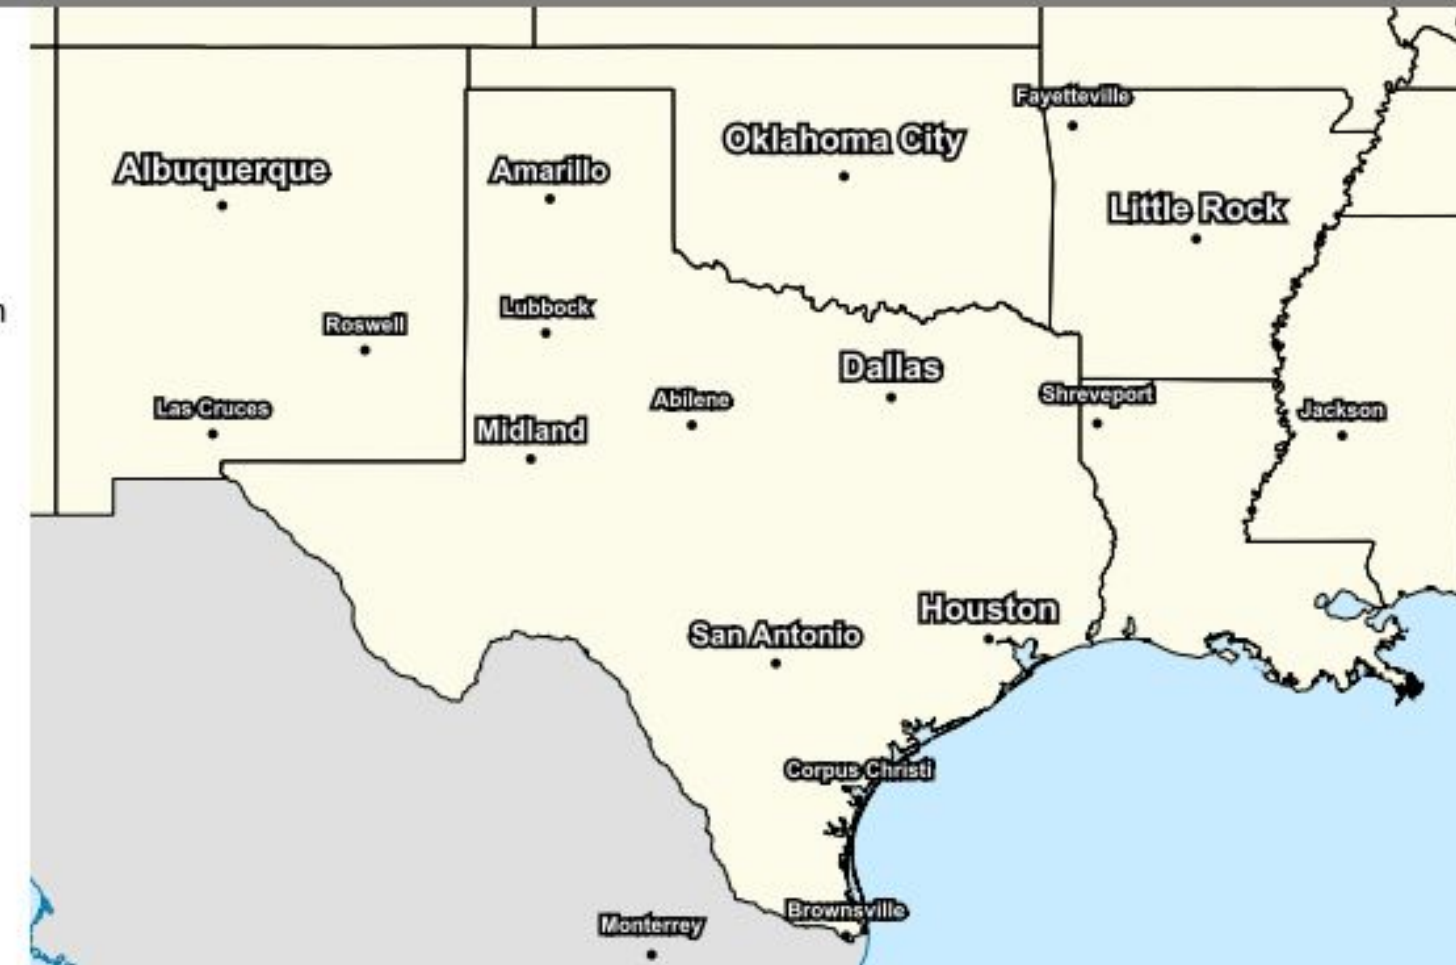 Fayetteville
Oklahoma City
Albuquerque
Amarillo
Little Rock
Lubbock
Roswell
Dallas
Shreveport
Abilene
Las Cruces
Jackson
Midland
Houston
San Antonio
Corpus Christi
Brownsville
Monterrey